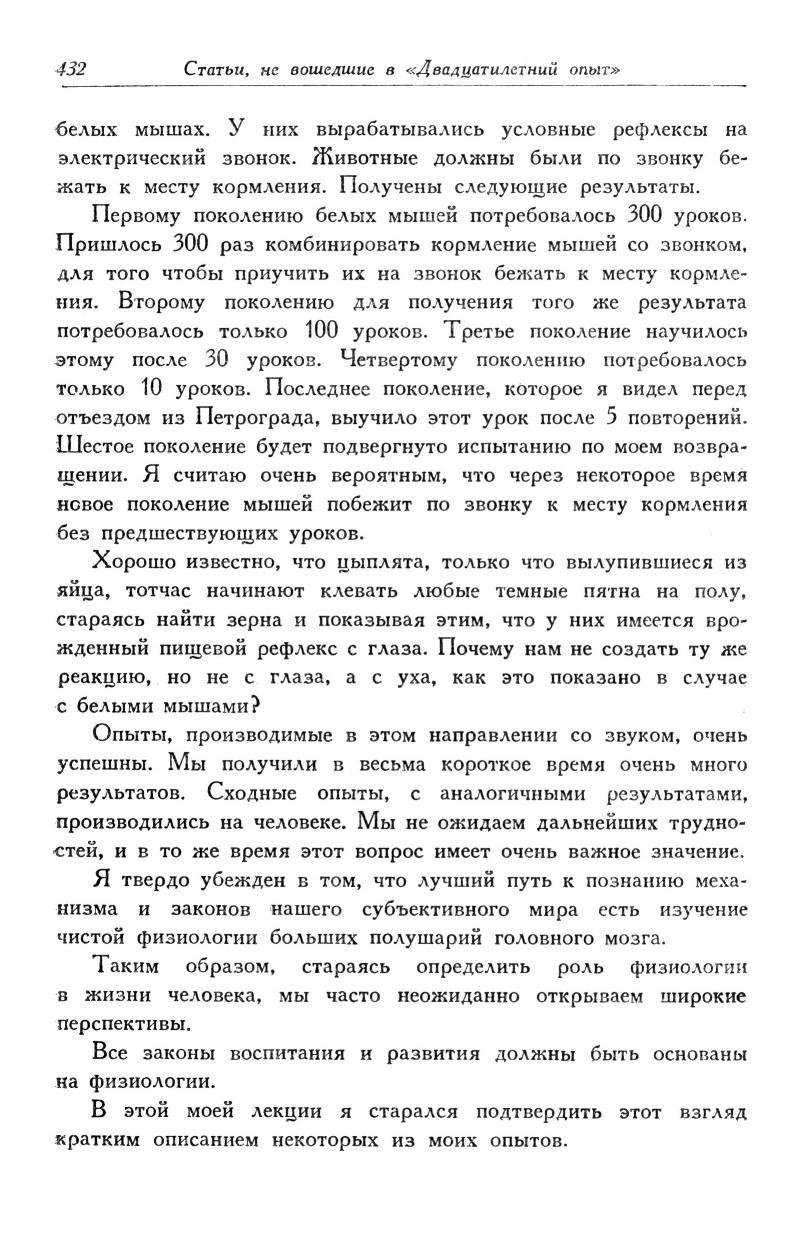 432 Статьи, не вошедшие в «Двадцатилетний опыт»
белых мышах. У них вырабатывались условные рефлексы на
электрический звонок. Животные должны были по звонку бе-
жать к месту кормления. Получены следующие результаты.
Первому поколению белых мышей потребовалось 300 уроков.
Пришлось 300 раз комбинировать кормление мышей со звонком,
для того чтобы приучить их на звонок бежать к месту кормле-
ния. Второму поколению для получения того же результата
потребовалось только 100 уроков. Третье поколение научилось
этому после 30 уроков. Четвертому поколению потребовалось
только 10 уроков. Последнее поколение, которое я видел перед
отъездом из Петрограда, выучило этот урок после 5 повторений.
Шестое поколение будет подвергнуто испытанию по моем возвра-
щении. Я считаю очень вероятным, что через некоторое время
новое поколение мышей побежит по звонку к месту кормления
без предшествующих уроков.
Хорошо известно, что цыплята, только что вылупившиеся из
яйца, тотчас начинают клевать любые темные пятна на полу,
стараясь найти зерна и показывая этим, что у них имеется вро-
жденный пищевой рефлекс с глаза. Почему нам не создать ту же
реакцию, но не с глаза, а с уха, как это показано в случае
с белыми мышами?
Опыты, производимые в этом направлении со звуком, очень
успешны. Мы получили в весьма короткое время очень много
результатов. Сходные опыты, с аналогичными результатами,
производились на человеке. Мы не ожидаем дальнейших трудно-
стей, и в то же время этот вопрос имеет очень важное значение.
Я твердо убежден в том, что лучший путь к познанию меха-
низма и законов нашего субъективного мира есть изучение
чистой физиологии больших полушарий головного мозга.
Таким образом, стараясь определить роль физиологии
в жизни человека, мы часто неожиданно открываем широкие
перспективы.
Все законы воспитания и развития должны быть основаны
на физиологии.
В этой моей лекции я старался подтвердить этот взгляд
кратким описанием некоторых из моих опытов.